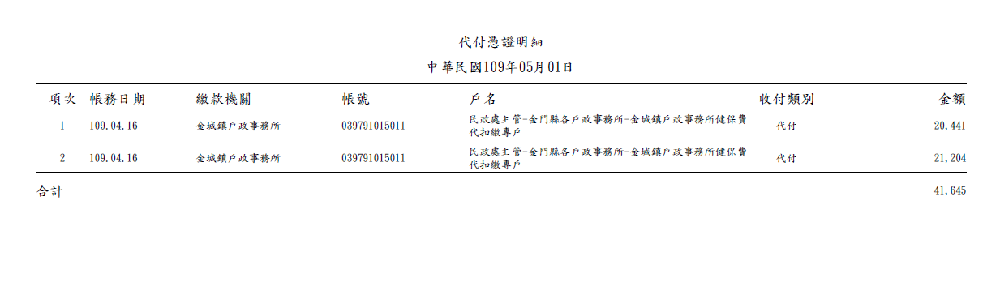 代付憑證明細
中華民國109年05月01日
項次 帳務日期 繳款機關 帳號 戶名 收付類別 金額
1 109.04.16 金城鎮戶政事務所 039791015011 民政處主管-金門縣各戶政事務所-金城鎮戶政事務所健保費 代付 20,441
代扣繳專戶
2 109.04.16 金城鎮戶政事務所 039791015011 民政處主管-金門縣各戶政事務所-金城鎮戶政事務所健保費 代付 21,204
代扣繳專戶
合計 41,645